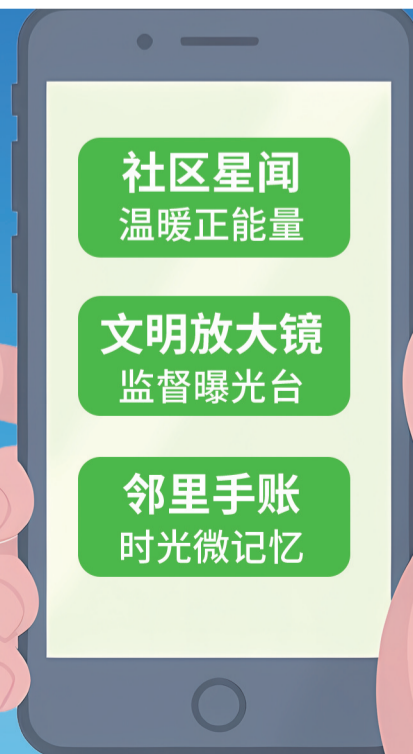 社区星闻
温暖正能量
文明放大镜
监督曝光台
邻里手账
时光微记忆